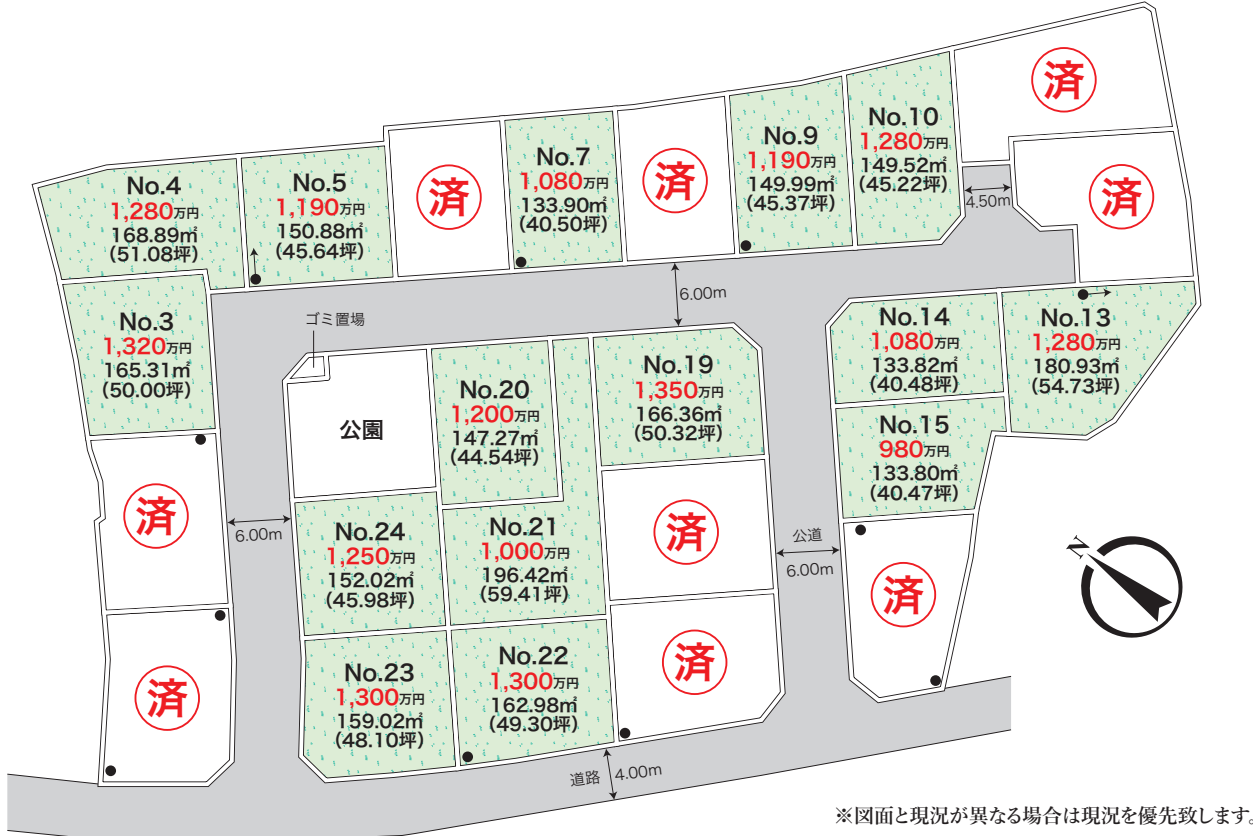 済
No.10
1,280万円
149.52㎡
(45.22坪)
No.9
1,190万円
149.99㎡
(45.37坪)
済
No.7
1,080万円
133.90㎡
(40.50坪)
済
No.5
1,190万円
150.88㎡
(45.64坪)
No.4
1,280万円
168.89㎡
(51.08坪)
済
4.50m
6.00m
No.3
1,320万円
165.31㎡
(50.00坪)
ゴミ置場
公園
No.20
1,200万円
147.27㎡
(44.54坪)
No.19
1,350万円
166.36㎡
(50.32坪)
No.14
1,080万円
133.82㎡
(40.48坪)
No.13
1,280万円
180.93㎡
(54.73坪)
No.15
980万円
133.80㎡
(40.47坪)
済
6.00m
No.24
1,250万円
152.02㎡
(45.98坪)
No.21
1,000万円
196.42㎡
(59.41坪)
済
公道
6.00m
済
N
済
No.23
1,300万円
159.02㎡
(48.10坪)
No.22
1,300万円
162.98㎡
(49.30坪)
済
道路 4.00m
※図面と現況が異なる場合は現況を優先致します。